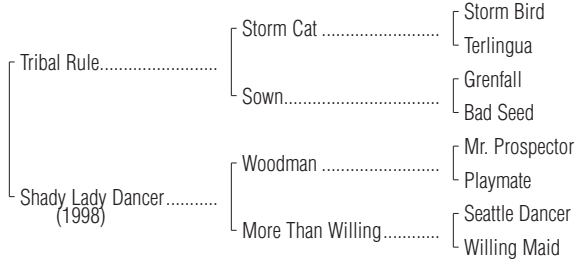 Storm Bird
Storm Cat ..........................
Terlingua
Tribal Rule..........................
Grenfall
Sown...................................
Bad Seed
Mr. Prospector
Woodman ..........................
Playmate
Shady Lady Dancer...........
(1998)
Seattle Dancer
More Than Willing............
Willing Maid